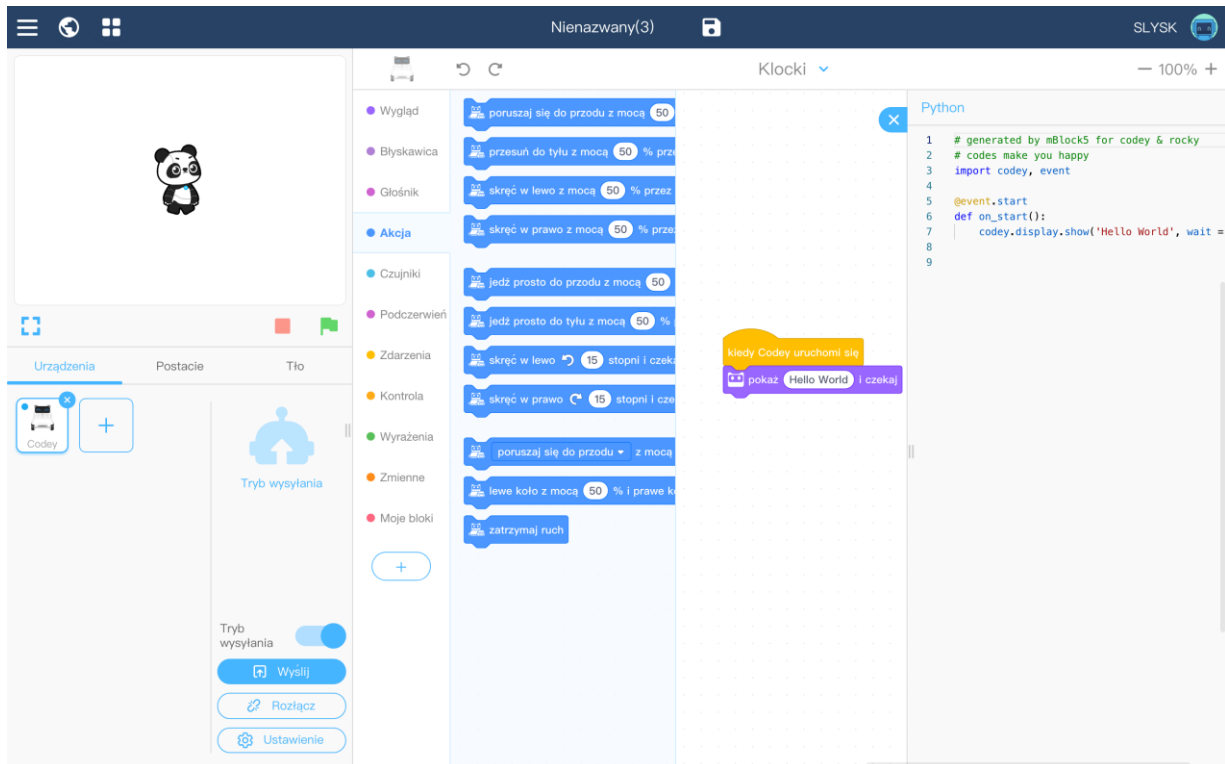 Nienazwany(3)
SLYSK
Klocki
100%
Wygląd
Błyskawica
Głośnik
Akcja
Czujniki
Podczerwień
Zdarzenia
Kontrola
Wyrażenia
Zmienne
Moje bloki
+
poruszaj się do przodu z mocą 50
przesuń do tyłu z mocą 50 % prze
skręć w lewo z mocą 50 % przez
skręć w prawo z mocą 50 % prze
jedź prosto do przodu z mocą 50
jedź prosto do tyłu z mocą 50 %
skręć w lewo 15 stopni i czeka
skręć w prawo 15 stopni i cze
poruszaj się do przodu z mocą
lewe koło z mocą 50 % i prawe k
zatrzymaj ruch
kiedy Codey uruchomi się
pokaż Hello World i czekaj
Python
1 # generated by mBlock5 for codey & rocky
2 # codes make you happy
3 import codey, event
4
5 @event.start
6 def on_start():
7 codey.display.show('Hello World', wait =
8
9
Urządzenia
Postacie
Tło
Codey
+
Tryb wysyłania
Tryb
wysyłania
Wyślij
Rozłącz
Ustawienie